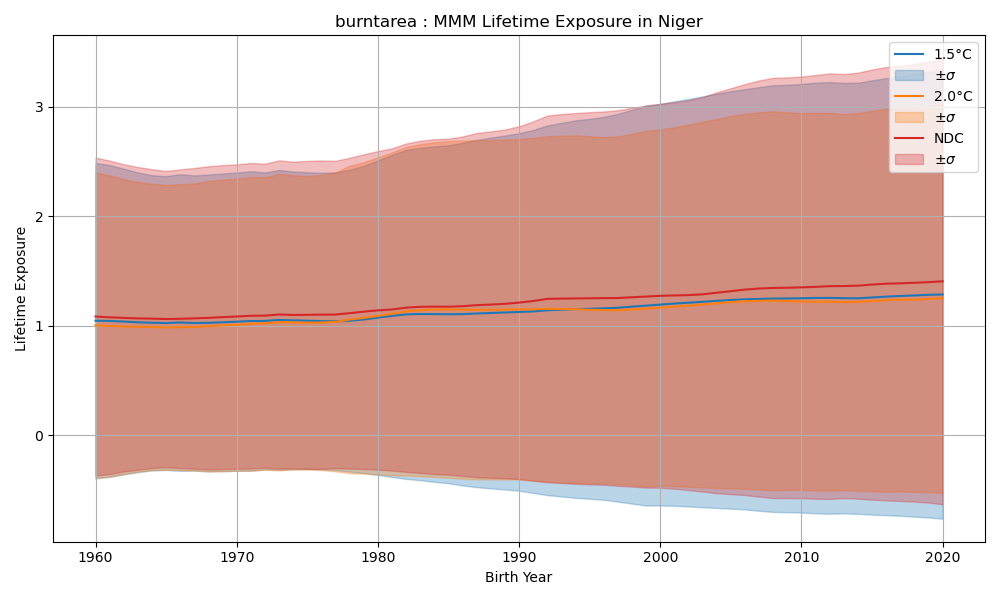 burntarea : MMM Lifetime Exposure in Niger
1.5°C
±σ
2.0°C
±σ
NDC
±σ
3
2
1
0
Lifetime Exposure
1960 1970 1980 1990 2000 2010 2020
Birth Year